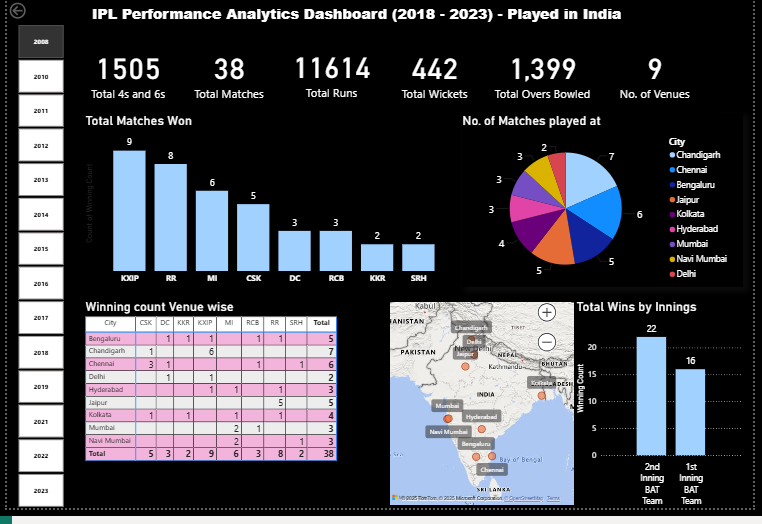 IPL Performance Analytics Dashboard (2018 - 2023) - Played in India
2008
2010
2011
2012
2013
2014
2015
2016
2017
2018
2019
2021
2022
2023
1505 38 11614 442 1,399 9
Total 4s and 6s Total Matches Total Runs Total Wickets Total Overs Bowled No. of Venues
Total Matches Won
Count of Winning Count
9
8
6
5
3
3
2
2
KXIP RR MI CSK DC RCB KKR SRH
No. of Matches played at
7
6
5
5
4
3
3
3
2
City
Chandigarh
Chennai
Bengaluru
Jaipur
Kolkata
Hyderabad
Mumbai
Navi Mumbai
Delhi
Winning count Venue wise
City CSK DC KKR KXIP MI RCB RR SRH Total
Bengaluru 1 1 1 1 1 5
Chandigarh 1 6 7
Chennai 3 1 1 1 6
Delhi 1 1 2
Hyderabad 1 1 1 3
Jaipur 5 5
Kolkata 1 1 1 1 4
Mumbai 2 1 3
Navi Mumbai 2 1 3
Total 5 3 2 9 6 3 8 2 38
Kabul
HANISTAN
Chandigarh
TIBET
Delhi
New Delhi
PAKISTAN
Jaipur
NEPAL
Kathmandu
BHUTAN
Kolkata
ADESH
INDIA
Mumbai
Hyderabad
Navi Mumbai
Bengaluru
Bay of Bengal
Chennai
SRI LANKA
© 2025 TomTom, © 2025 Microsoft Corporation, © OpenStreetMap Terms
Total Wins by Innings
Winning Count
20
15
10
5
0
22
16
2nd Inning BAT Team
1st Inning BAT Team